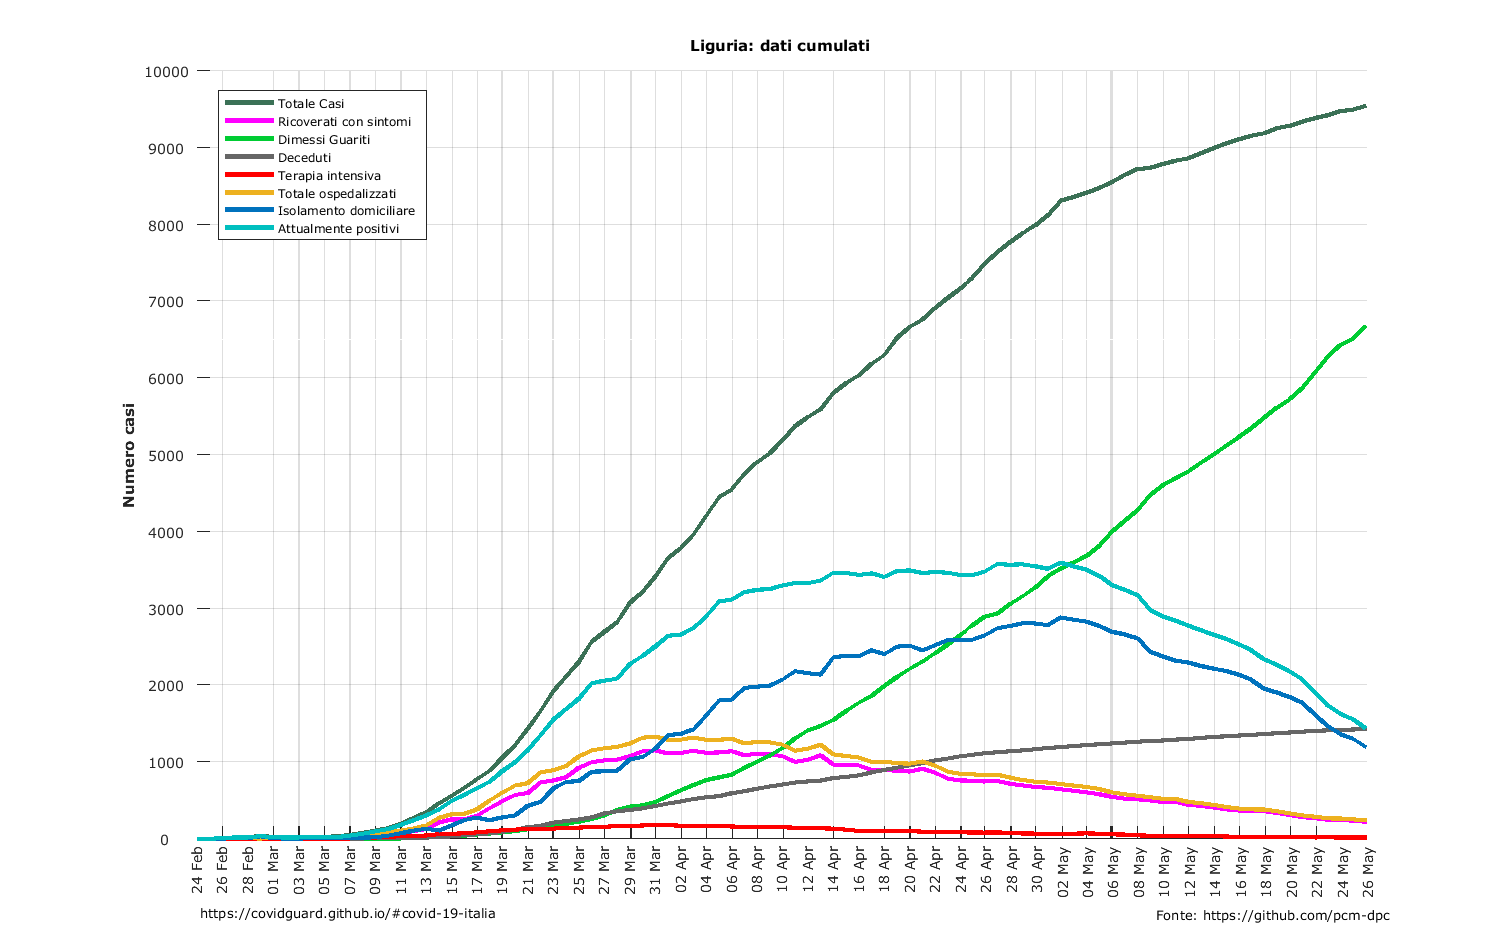 Liguria: dati cumulati
10000
9000
8000
7000
6000
5000
4000
3000
2000
1000
0
Numero casi
Totale Casi
Ricoverati con sintomi
Dimessi Guariti
Deceduti
Terapia intensiva
Totale ospedalizzati
Isolamento domiciliare
Attualmente positivi
24 Feb
26 Feb
28 Feb
01 Mar
03 Mar
05 Mar
07 Mar
09 Mar
11 Mar
13 Mar
15 Mar
17 Mar
19 Mar
21 Mar
23 Mar
25 Mar
27 Mar
29 Mar
31 Mar
02 Apr
04 Apr
06 Apr
08 Apr
10 Apr
12 Apr
14 Apr
16 Apr
18 Apr
20 Apr
22 Apr
24 Apr
26 Apr
28 Apr
30 Apr
02 May
04 May
06 May
08 May
10 May
12 May
14 May
16 May
18 May
20 May
22 May
24 May
26 May
https://covidguard.github.io/#covid-19-italia
Fonte: https://github.com/pcm-dpc